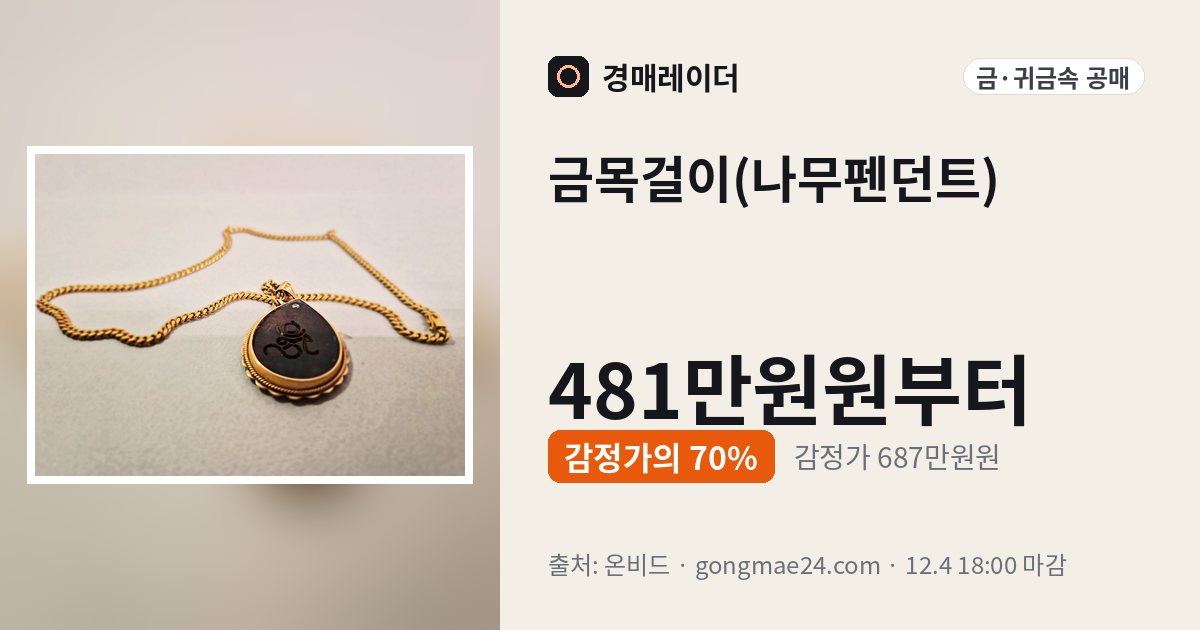 경매레이더
금·귀금속 공매
금목걸이(나무펜던트)
481만원원부터
감정가의 70%
감정가 687만원원
출처: 온비드 · gongmae24.com · 12.4 18:00 마감